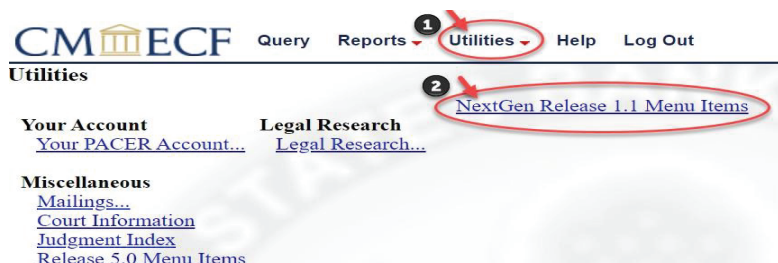 1
CM ECF Query Reports Utilities Help Log Out
Utilities
2
NextGen Release 1.1 Menu Items
Your Account Legal Research
Your PACER Account... Legal Research...
Miscellaneous
Mailings...
Court Information
Judgment Index
Release 5.0 Menu Items